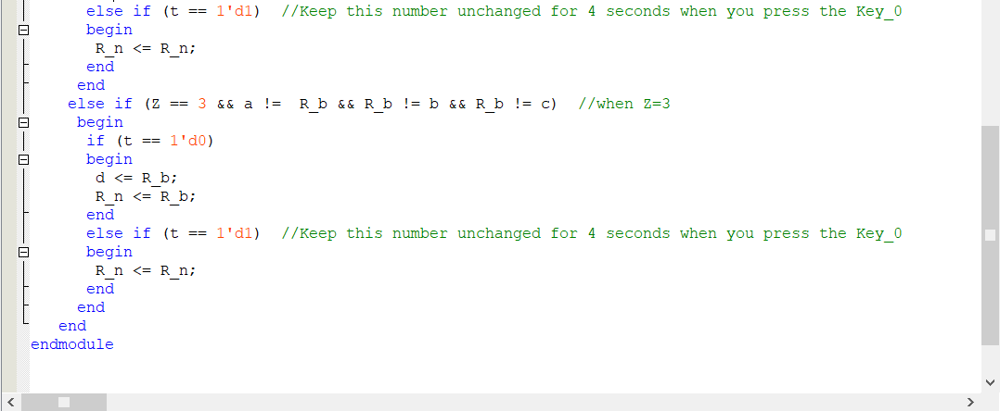 else if (t == 1'd1)  //Keep this number unchanged for 4 seconds when you press the Key_0
begin
R_n <= R_n;
end
end
else if (Z == 3 && a !=  R_b && R_b != b && R_b != c)  //when Z=3
begin
if (t == 1'd0)
begin
d <= R_b;
R_n <= R_b;
end
else if (t == 1'd1)  //Keep this number unchanged for 4 seconds when you press the Key_0
begin
R_n <= R_n;
end
end
end
endmodule